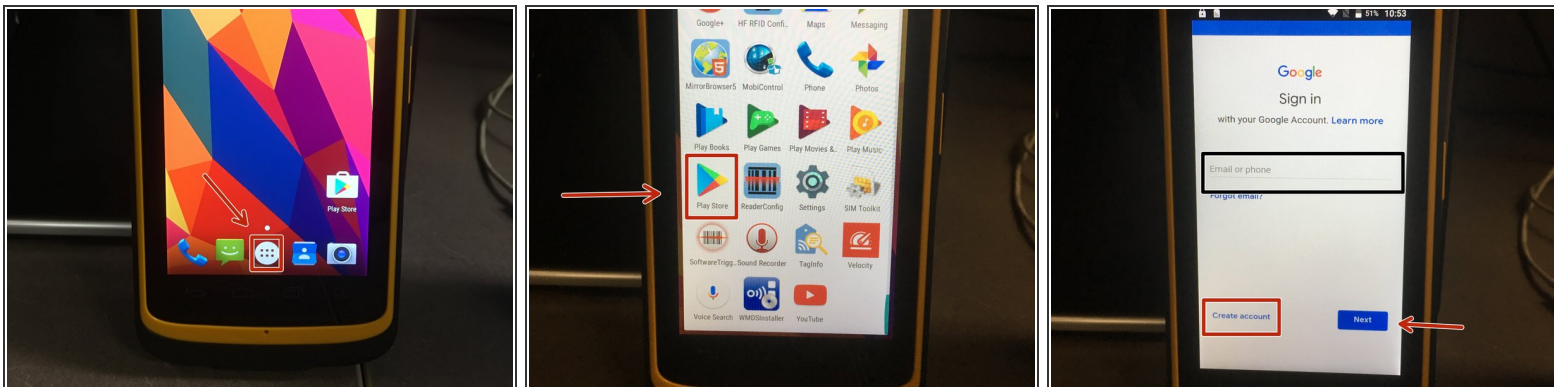 Play Store
Google+ HF RFID Confi.. Maps Messaging
MirrorBrowser5 MobiControl Phone Photos
Play Books Play Games Play Movies &.. Play Music
Play Store ReaderConfig Settings SIM Toolkit
SoftwareTrigg.. Sound Recorder TagInfo Velocity
Voice Search WMDSInstaller YouTube
51% 10:53
Google
Sign in
with your Google Account. Learn more
Email or phone
Forgot email?
Create account Next